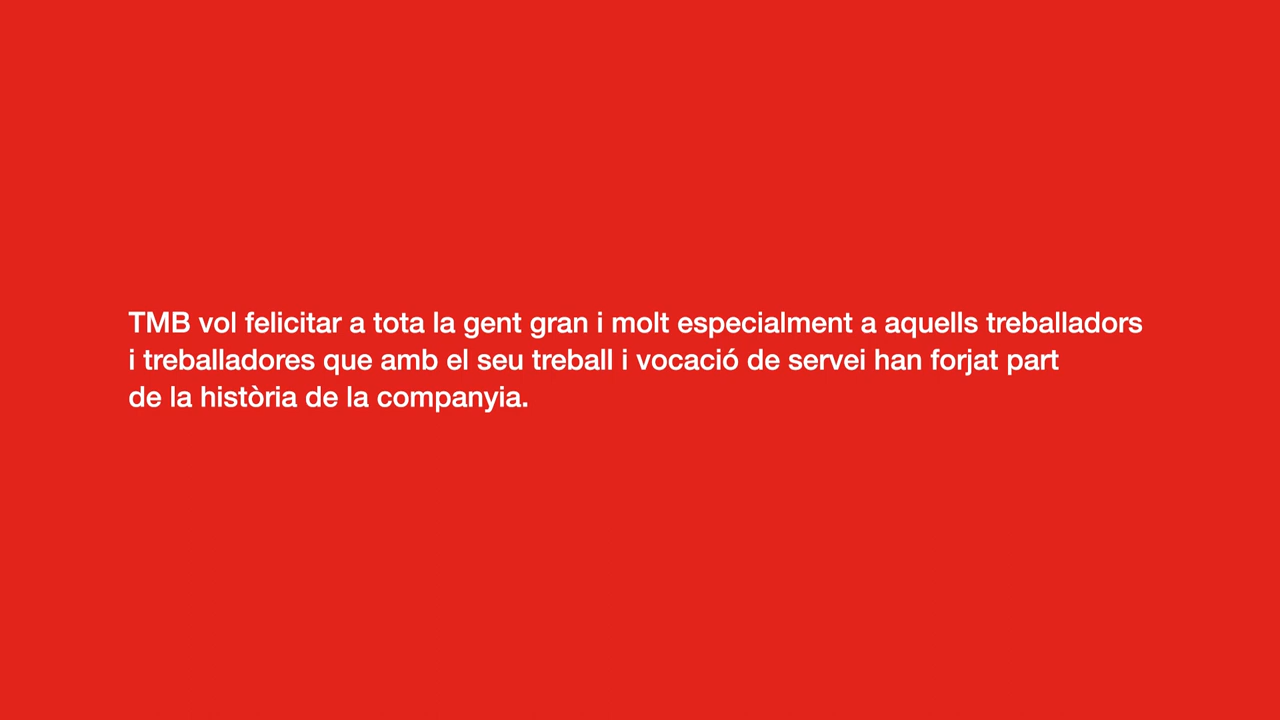 TMB vol felicitar a tota la gent gran i molt especialment a aquells treballadors
i treballadores que amb el seu treball i vocació de servei han forjat part
de la història de la companyia.